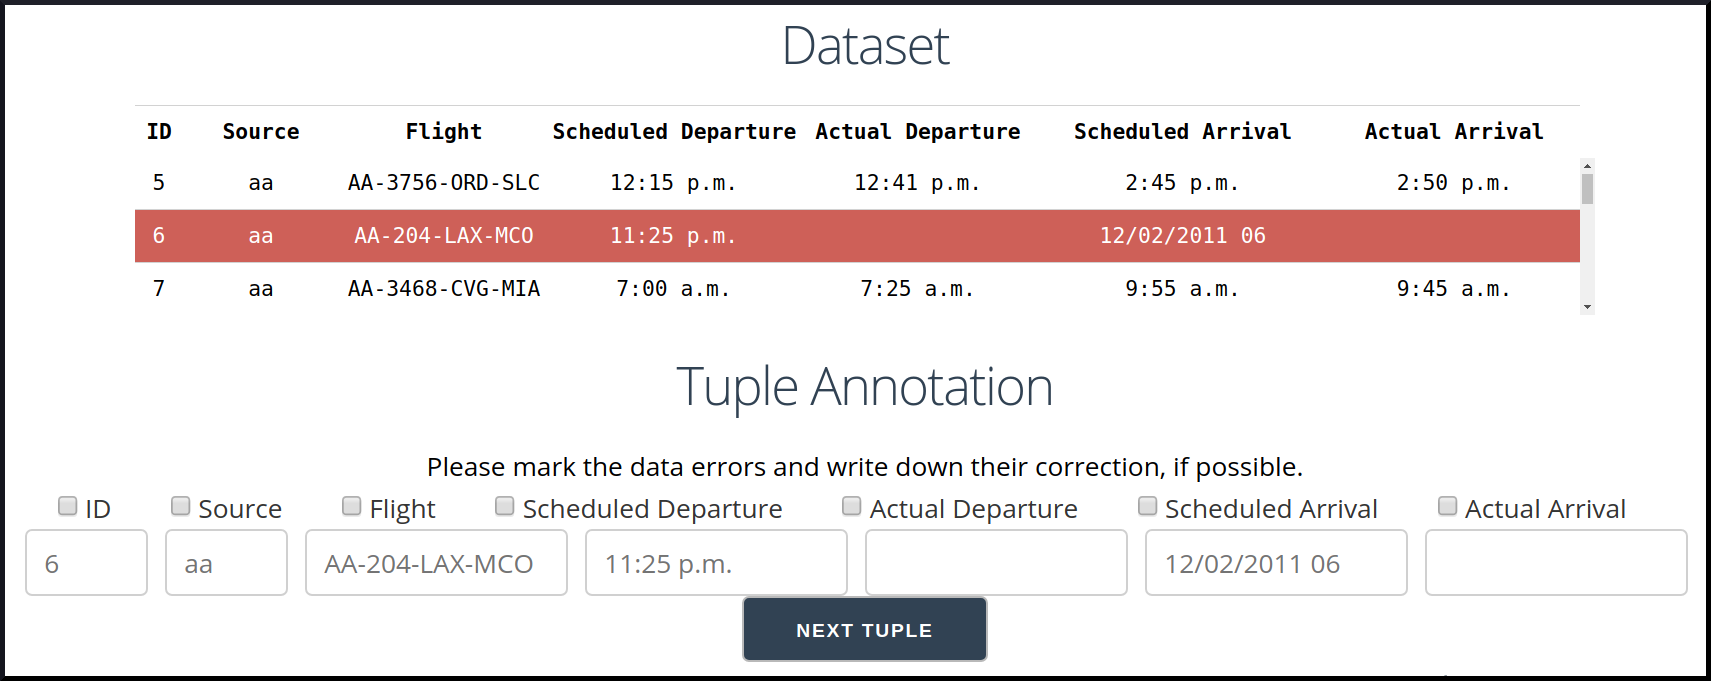 Dataset
ID Source Flight Scheduled Departure Actual Departure Scheduled Arrival Actual Arrival
5 aa AA-3756-ORD-SLC 12:15 p.m. 12:41 p.m. 2:45 p.m. 2:50 p.m.
6 aa AA-204-LAX-MCO 11:25 p.m. 12/02/2011 06
7 aa AA-3468-CVG-MIA 7:00 a.m. 7:25 a.m. 9:55 a.m. 9:45 a.m.
Tuple Annotation
Please mark the data errors and write down their correction, if possible.
ID Source Flight Scheduled Departure Actual Departure Scheduled Arrival Actual Arrival
6 aa AA-204-LAX-MCO 11:25 p.m. 12/02/2011 06
NEXT TUPLE